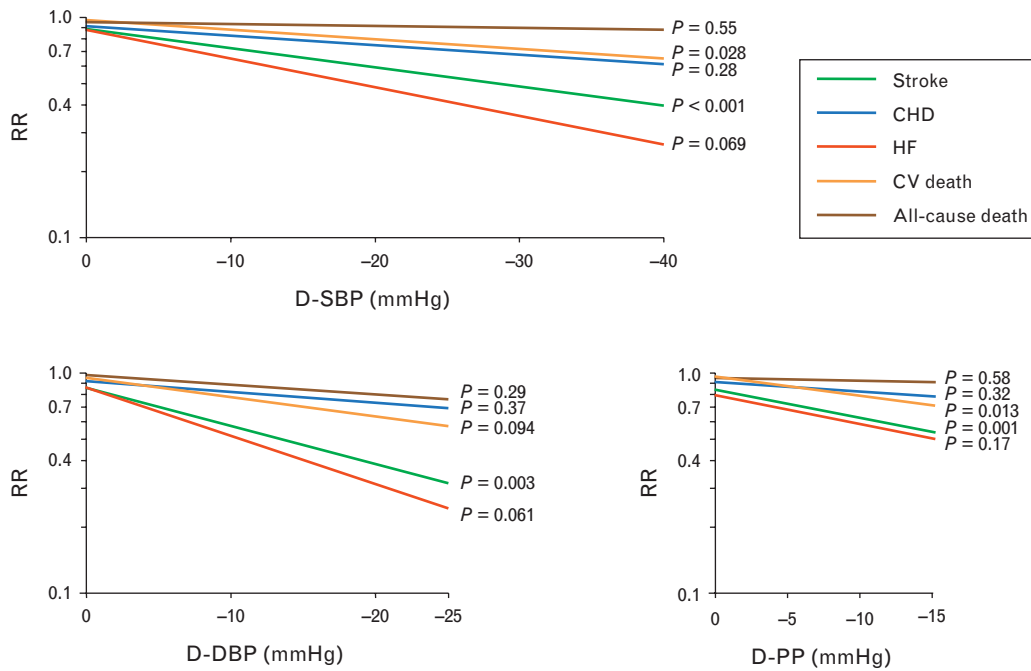 1.0
0.7
0.4
0.1
RR
P = 0.55
P = 0.028
P = 0.28
P < 0.001
P = 0.069
0
–10
–20
–30
–40
D-SBP (mmHg)
Stroke
CHD
HF
CV death
All-cause death
1.0
0.7
0.4
0.1
RR
P = 0.29
P = 0.37
P = 0.094
P = 0.003
P = 0.061
0
–10
–20
–25
D-DBP (mmHg)
1.0
0.7
0.4
0.1
RR
P = 0.58
P = 0.32
P = 0.013
P = 0.001
P = 0.17
0
–5
–10
–15
D-PP (mmHg)